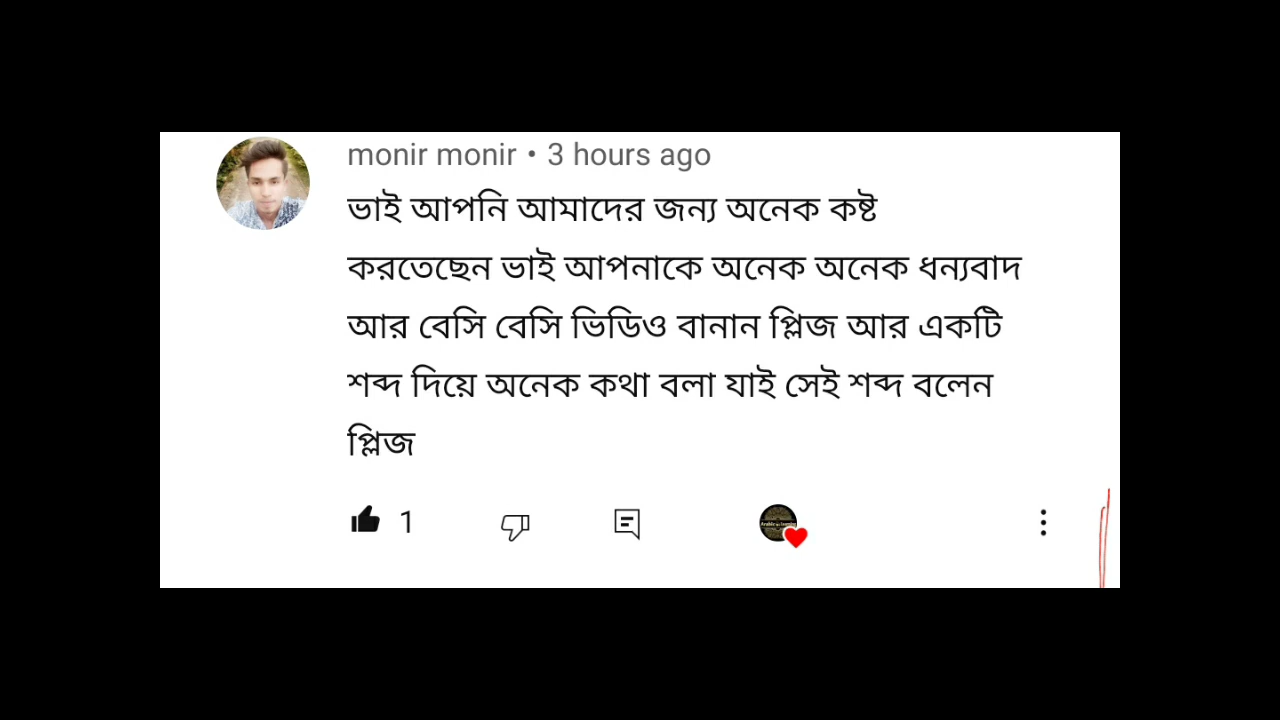 monir monir • 3 hours ago
ভাই আপনি আমাদের জন্য অনেক কষ্ট
করতেছেন ভাই আপনাকে অনেক অনেক ধন্যবাদ
আর বেসি বেসি ভিডিও বানান প্লিজ আর একটি
শব্দ দিয়ে অনেক কথা বলা যাই সেই শব্দ বলেন
প্লিজ
1